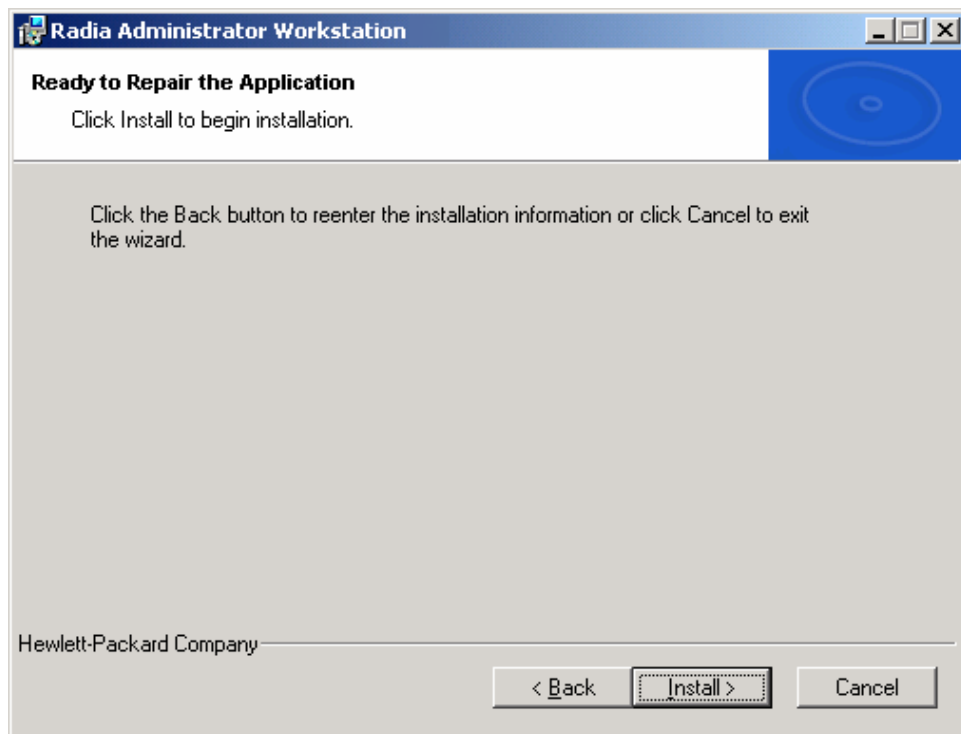 Radia Administrator Workstation
Ready to Repair the Application
Click Install to begin installation.
Click the Back button to reenter the installation information or click Cancel to exit
the wizard.
Hewlett-Packard Company
< Back
Install >
Cancel